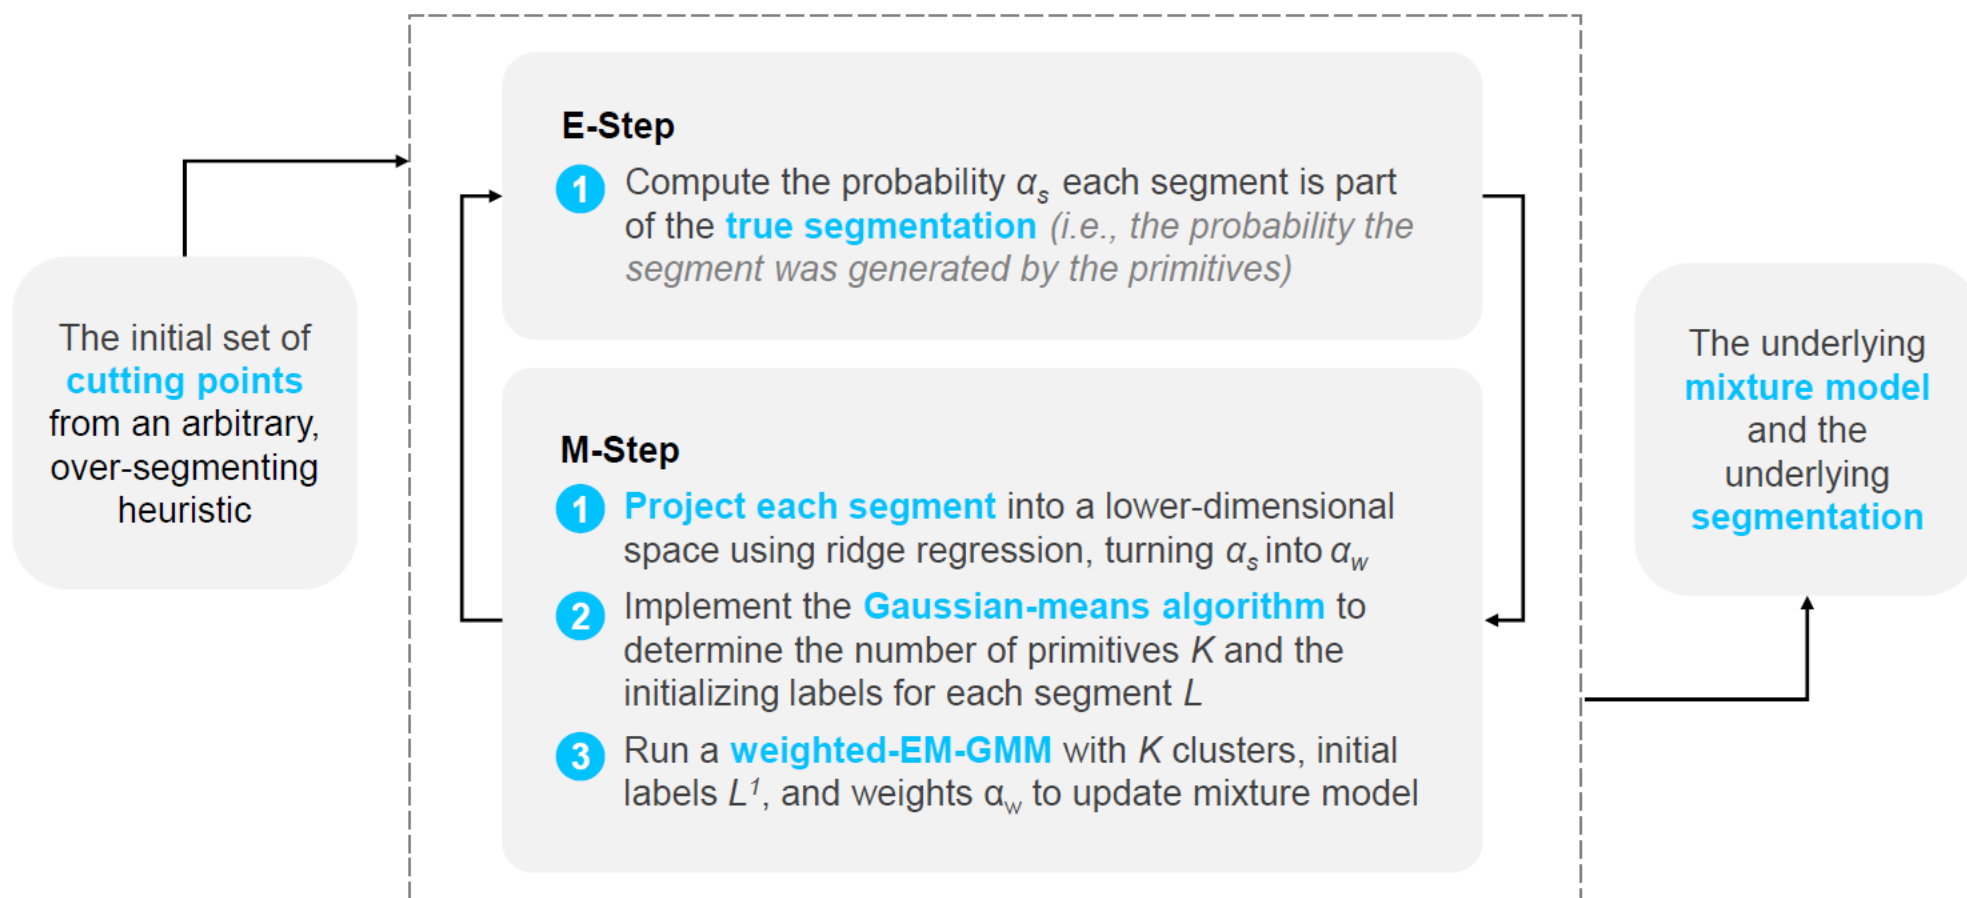 The initial set of
cutting points
from an arbitrary,
over-segmenting
heuristic
E-Step
1 Compute the probability αs each segment is part
of the true segmentation (i.e., the probability the
segment was generated by the primitives)
M-Step
1 Project each segment into a lower-dimensional
space using ridge regression, turning αs into αw
2 Implement the Gaussian-means algorithm to
determine the number of primitives K and the
initializing labels for each segment L
3 Run a weighted-EM-GMM with K clusters, initial
labels L¹, and weights αw to update mixture model
The underlying
mixture model
and the
underlying
segmentation